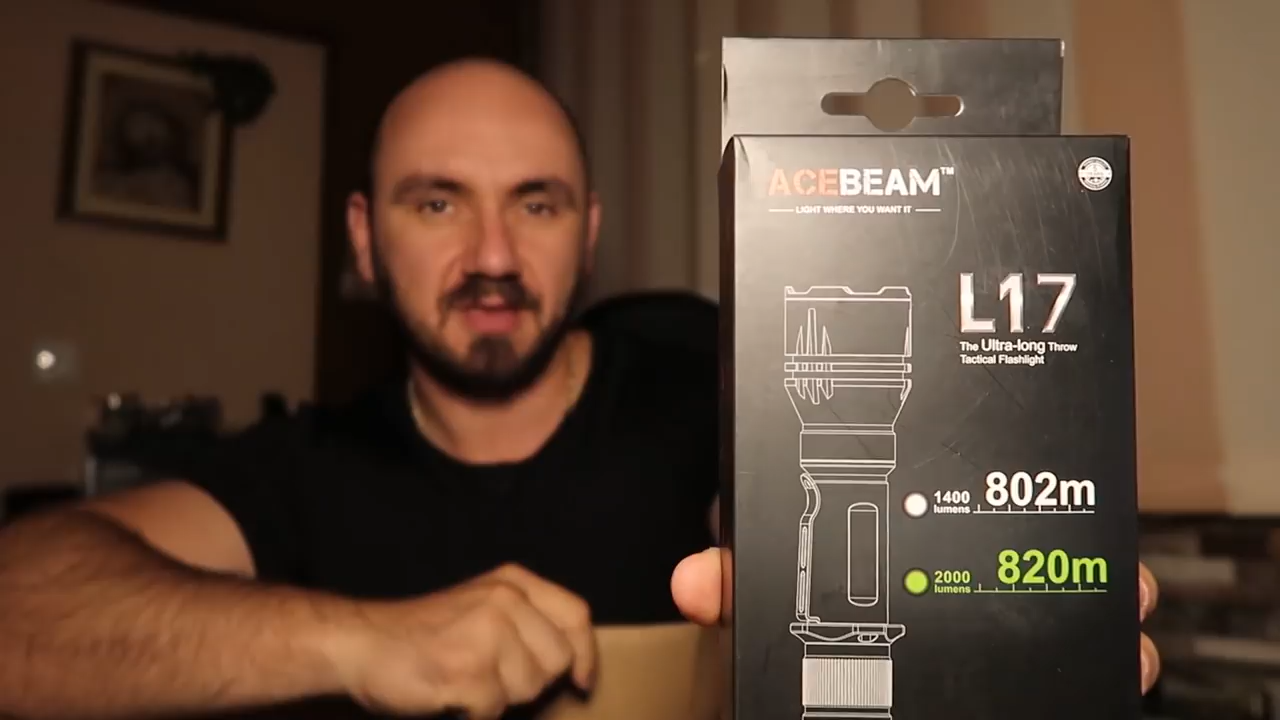 ACEBEAM™
LIGHT WHERE YOU WANT IT
L17
The Ultra-long Throw
Tactical Flashlight
1400
lumens
802m
2000
lumens
820m